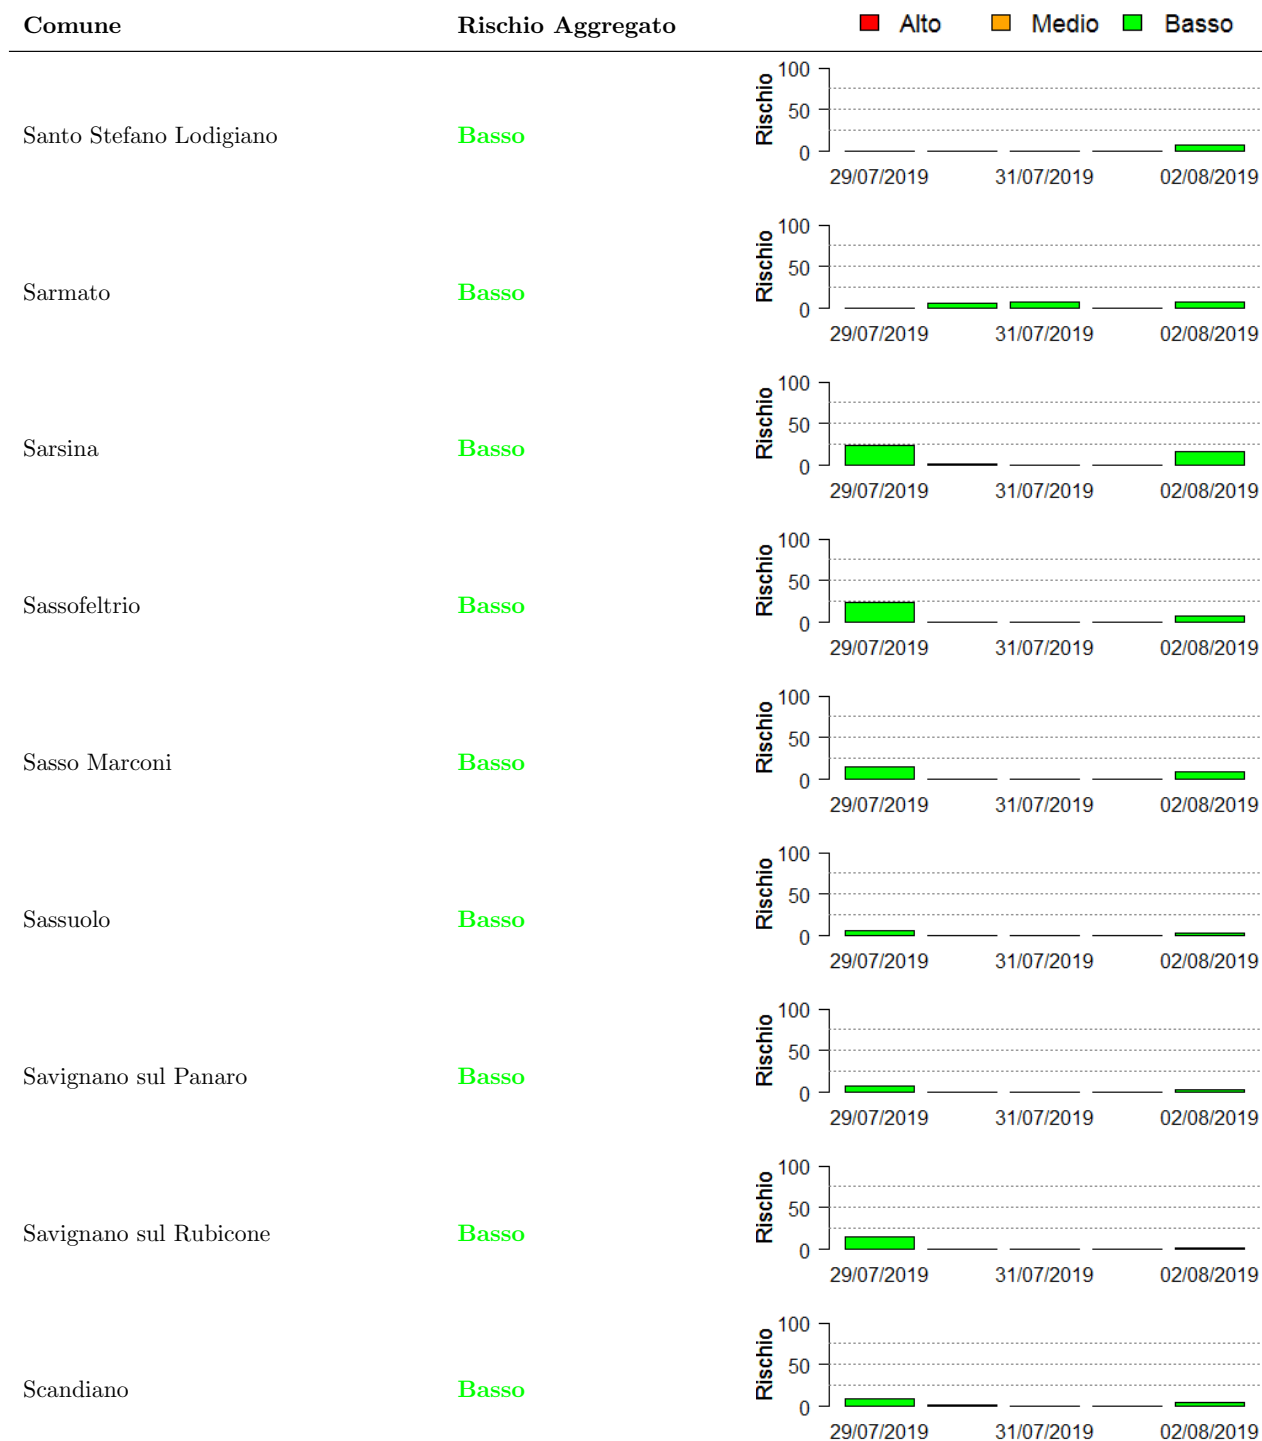 Comune Rischio Aggregato Alto Medio Basso
Santo Stefano Lodigiano Basso
Rischio
100
50
0
29/07/2019 31/07/2019 02/08/2019
Sarmato Basso
Rischio
100
50
0
29/07/2019 31/07/2019 02/08/2019
Sarsina Basso
Rischio
100
50
0
29/07/2019 31/07/2019 02/08/2019
Sassofeltrio Basso
Rischio
100
50
0
29/07/2019 31/07/2019 02/08/2019
Sasso Marconi Basso
Rischio
100
50
0
29/07/2019 31/07/2019 02/08/2019
Sassuolo Basso
Rischio
100
50
0
29/07/2019 31/07/2019 02/08/2019
Savignano sul Panaro Basso
Rischio
100
50
0
29/07/2019 31/07/2019 02/08/2019
Savignano sul Rubicone Basso
Rischio
100
50
0
29/07/2019 31/07/2019 02/08/2019
Scandiano Basso
Rischio
100
50
0
29/07/2019 31/07/2019 02/08/2019